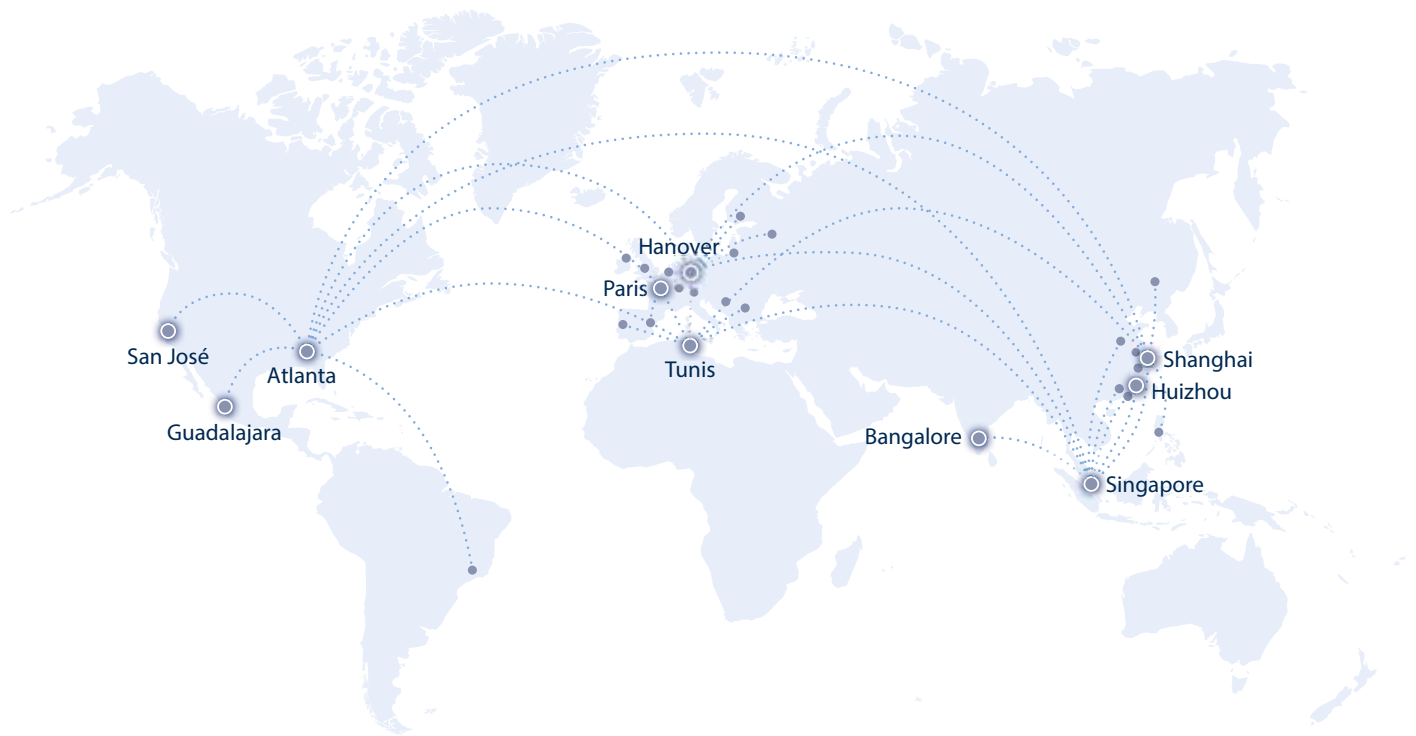 Hanover
Paris
San José
Atlanta
Tunis
Shanghai
Huizhou
Guadalajara
Bangalore
Singapore